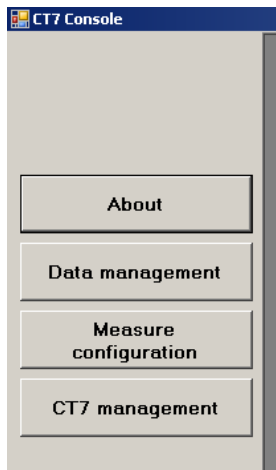 CT7 Console
About
Data management
Measure
configuration
CT7 management